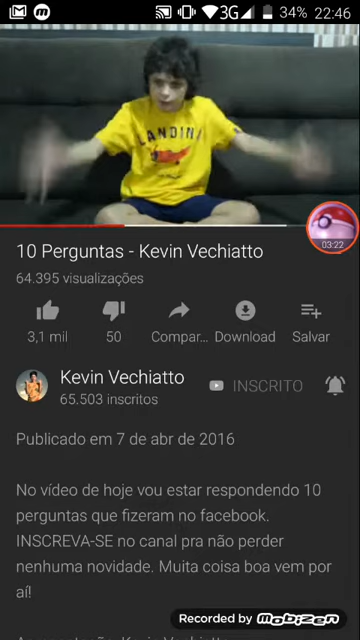 3G 34% 22:46
LANDINI
03:22
10 Perguntas - Kevin Vechiatto
64.395 visualizações
3,1 mil 50 Compar... Download Salvar
Kevin Vechiatto
INSCRITO
65.503 inscritos
Publicado em 7 de abr de 2016
No vídeo de hoje vou estar respondendo 10
perguntas que fizeram no facebook.
INSCREVA-SE no canal pra não perder
nenhuma novidade. Muita coisa boa vem por
aí!
Recorded by Mobizen